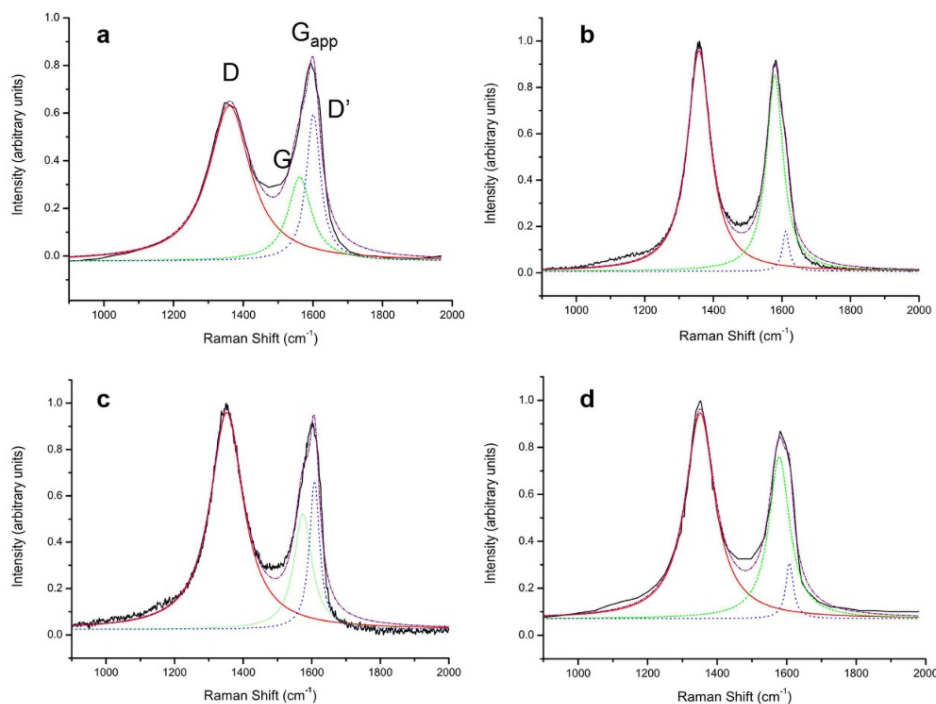 a
G_app
D
D'
G
1.0
0.8
0.6
0.4
0.2
0.0
Intensity (arbitrary units)
1000 1200 1400 1600 1800 2000
Raman Shift (cm⁻¹)
b
1.0
0.8
0.6
0.4
0.2
0.0
Intensity (arbitrary units)
1000 1200 1400 1600 1800 2000
Raman Shift (cm⁻¹)
c
1.0
0.8
0.6
0.4
0.2
0.0
Intensity (arbitrary units)
1000 1200 1400 1600 1800 2000
Raman Shift (cm⁻¹)
d
1.0
0.8
0.6
0.4
0.2
0.0
Intensity (arbitrary units)
1000 1200 1400 1600 1800 2000
Raman Shift (cm⁻¹)